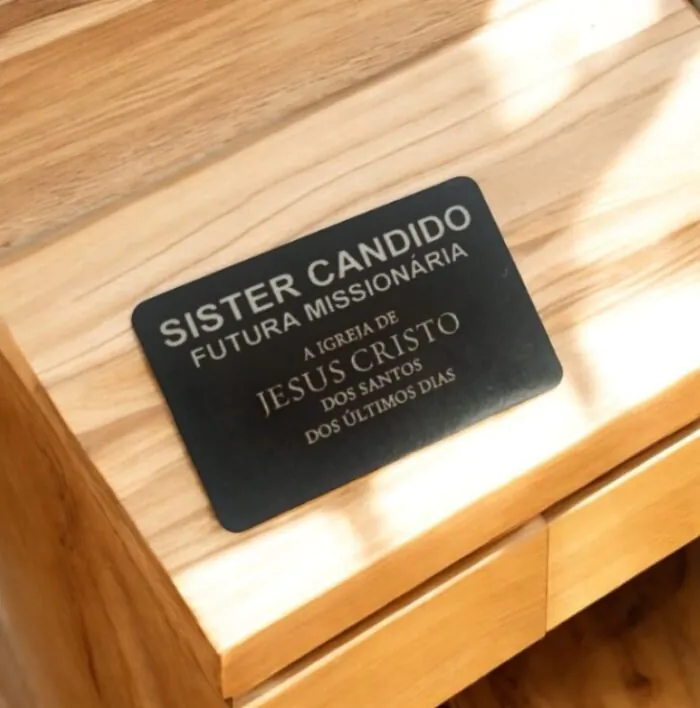 SISTER CANDIDO
FUTURA MISSIONÁRIA
A IGREJA DE
JESUS CRISTO
DOS SANTOS
DOS ÚLTIMOS DIAS